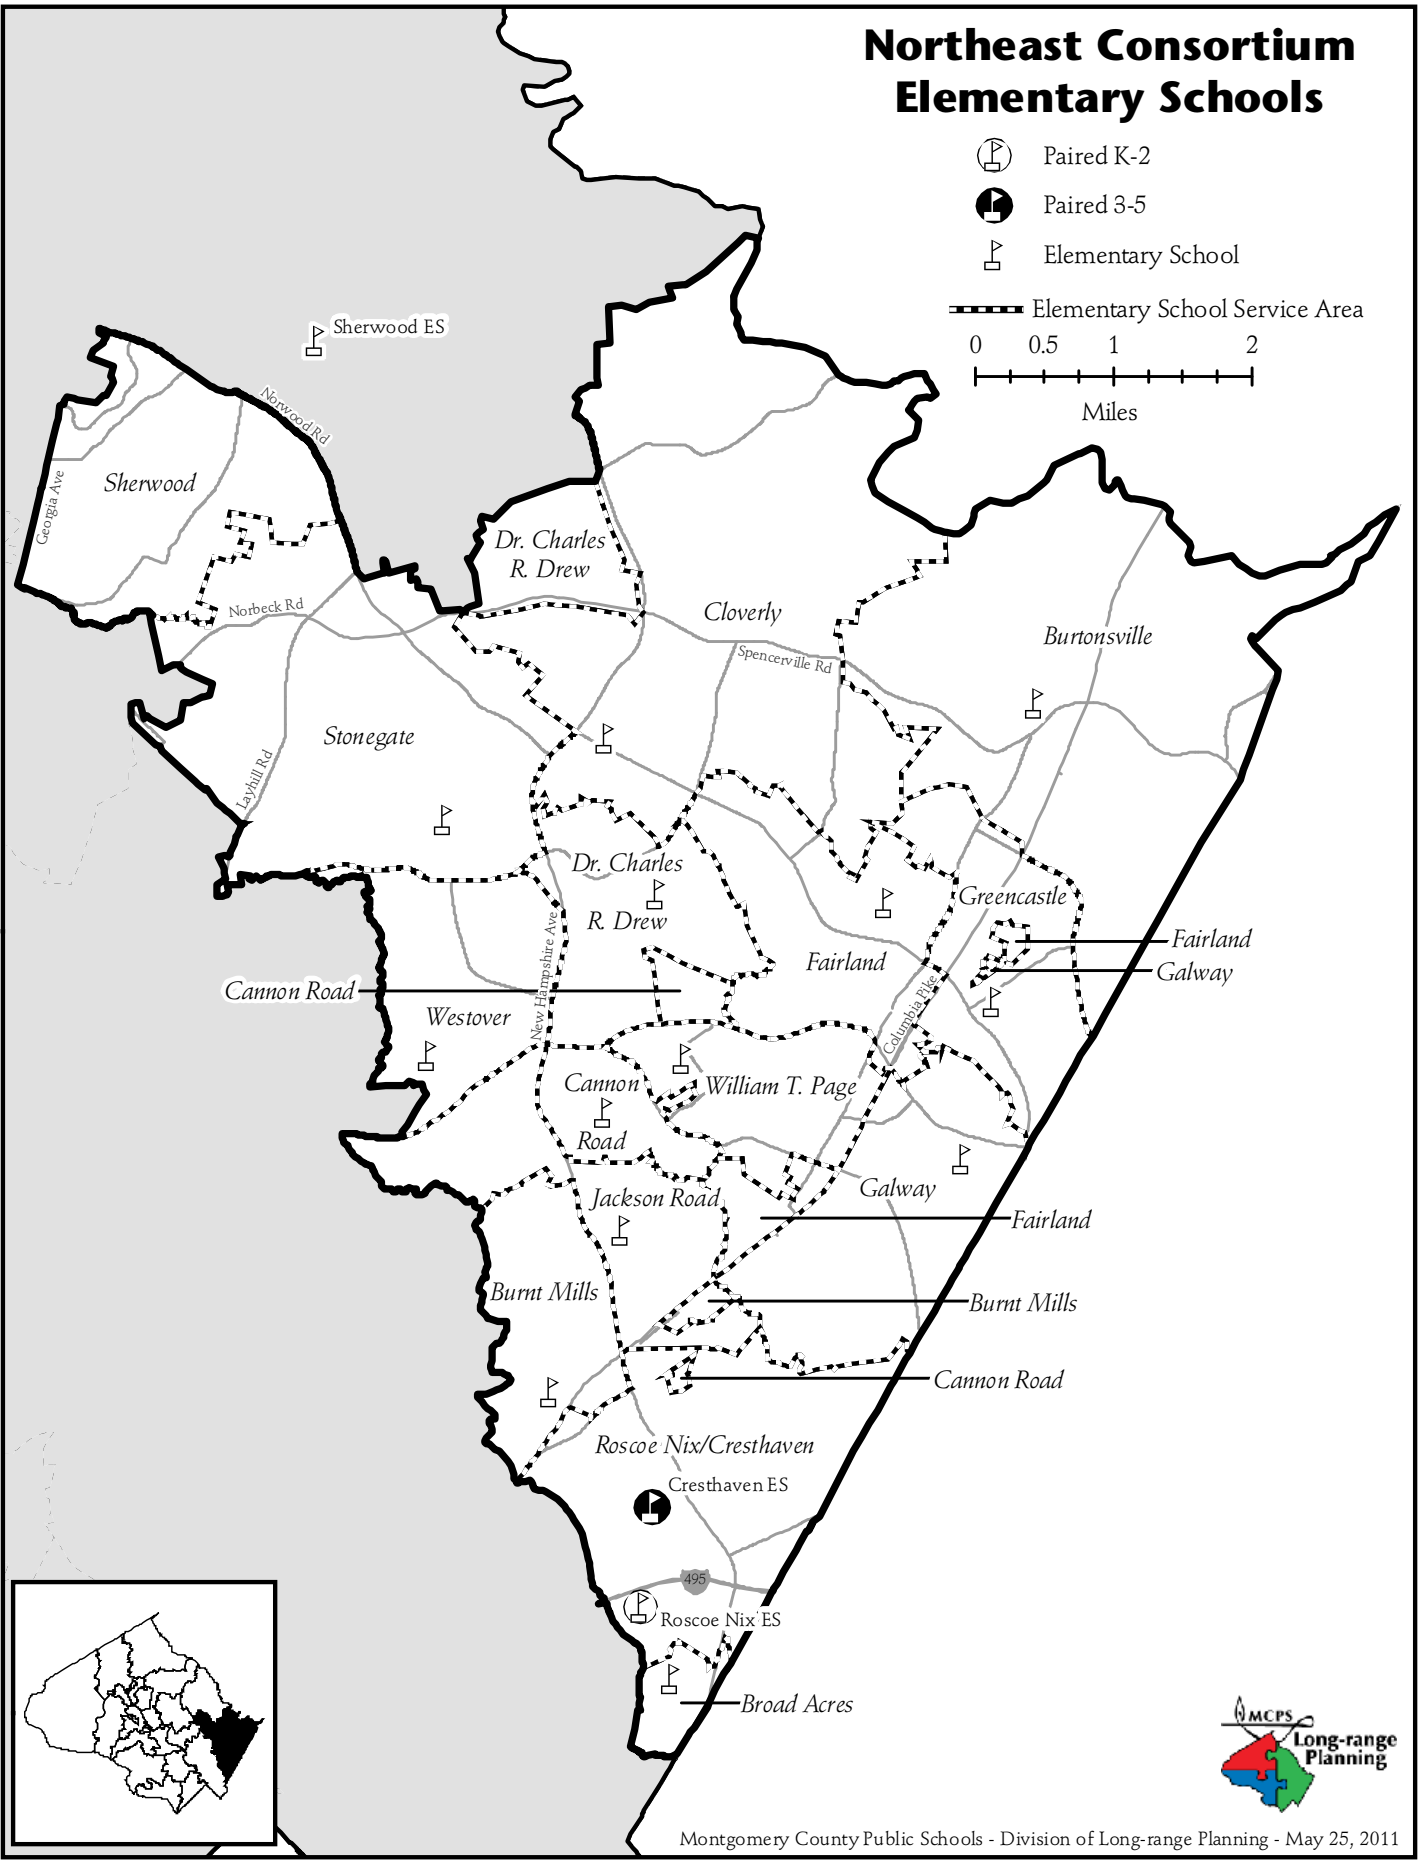 Northeast Consortium
Elementary Schools
Paired K-2
Paired 3-5
Elementary School
Elementary School Service Area
0 0.5 1 2
Miles
Sherwood ES
Norwood Rd
Sherwood
Georgia Ave
Norbeck Rd
Dr. Charles
R. Drew
Cloverly
Burtonsville
Spencerville Rd
Stonegate
Layhill Rd
Dr. Charles
R. Drew
Greencastle
Fairland
Fairland
Galway
Cannon Road
New Hampshire Ave
Westover
Columbia Pike
Cannon
Road
William T. Page
Galway
Jackson Road
Fairland
Burnt Mills
Burnt Mills
Cannon Road
Roscoe Nix/Cresthaven
Cresthaven ES
495
Roscoe Nix ES
Broad Acres
MCPS
Long-range
Planning
Montgomery County Public Schools - Division of Long-range Planning - May 25, 2011